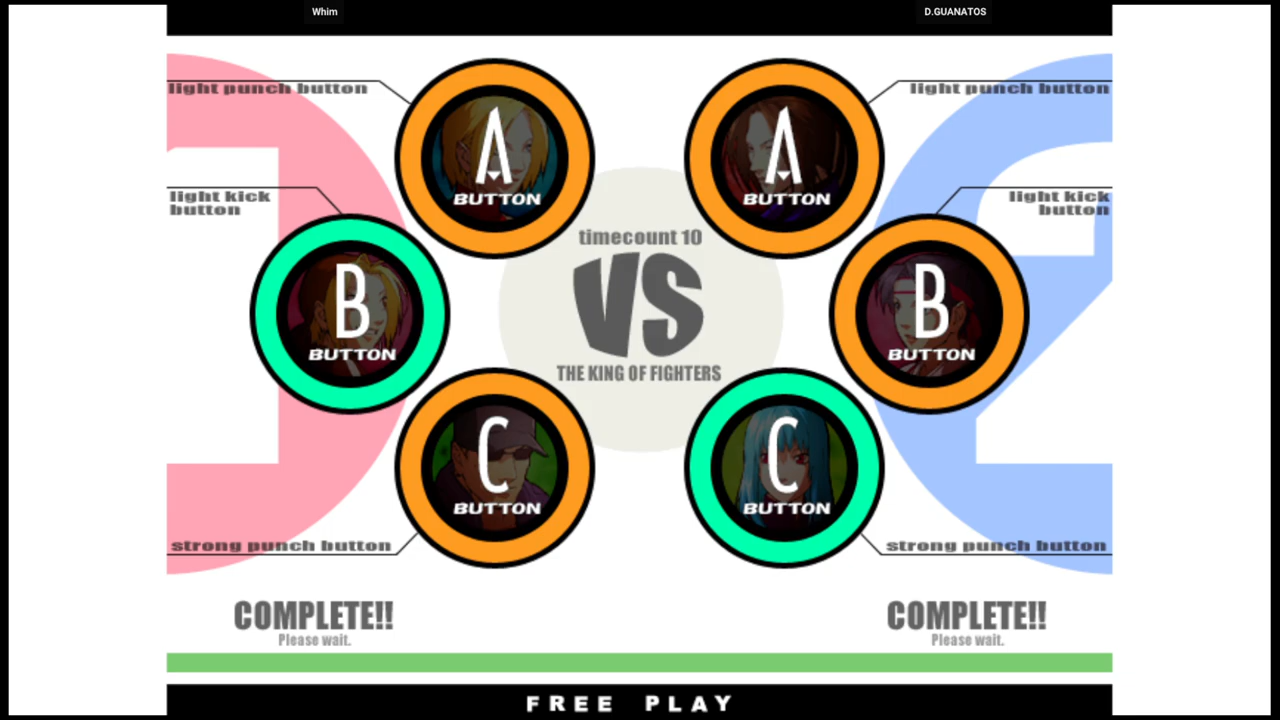 Whim
D.GUANATOS
light punch button
light punch button
A
BUTTON
A
BUTTON
light kick
button
light kick
button
timecount 10
VS
THE KING OF FIGHTERS
B
BUTTON
B
BUTTON
C
BUTTON
C
BUTTON
strong punch button
strong punch button
COMPLETE!!
Please wait.
COMPLETE!!
Please wait.
FREE PLAY